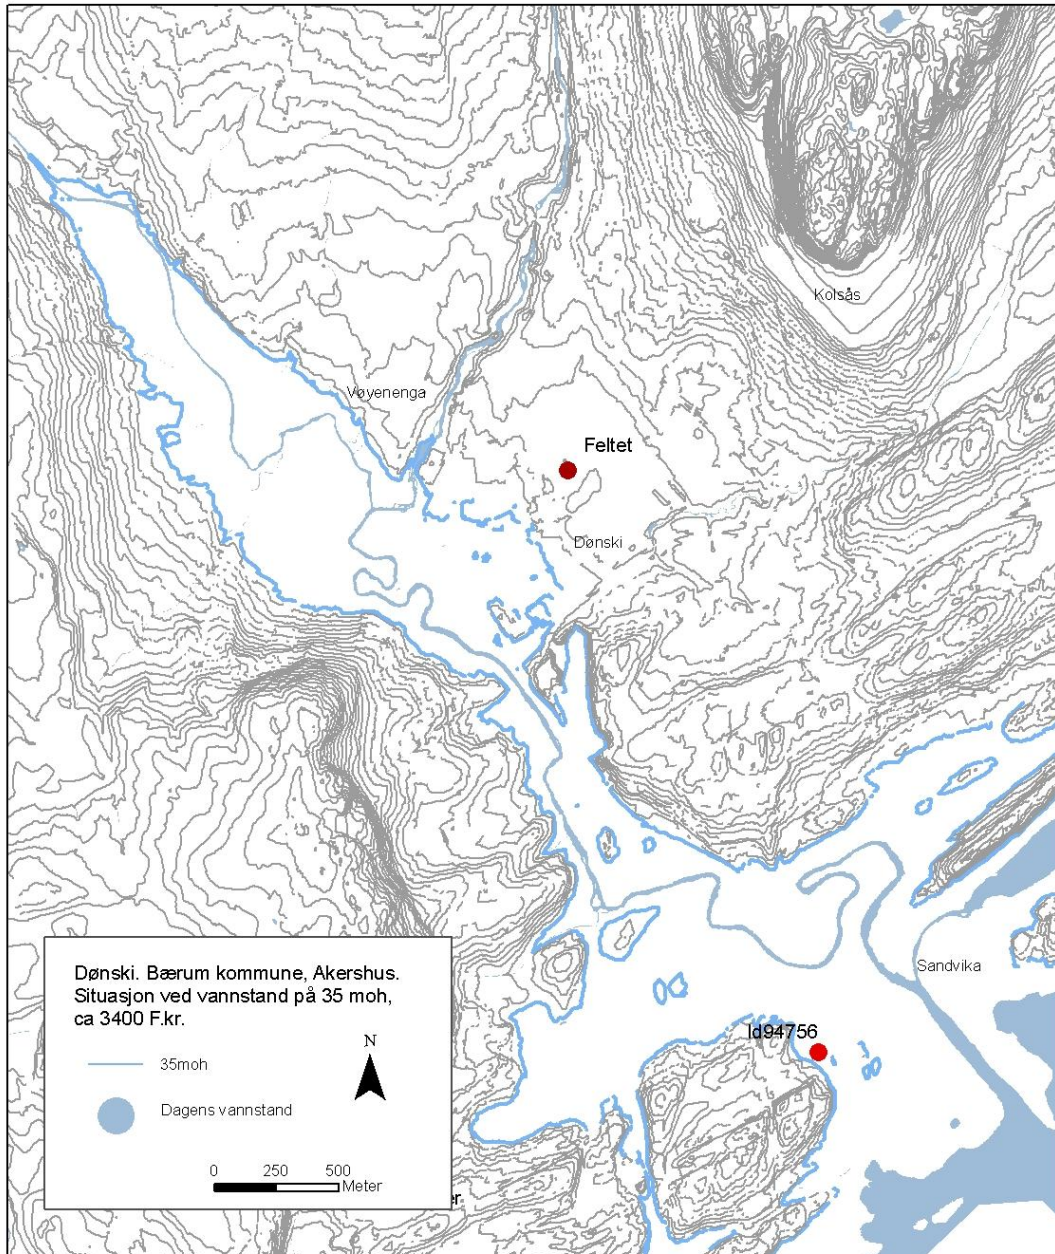 Kolsås
Vøyenenga
Feltet
Dønski
Sandvika
Id94756
Dønski. Bærum kommune, Akershus.
Situasjon ved vannstand på 35 moh,
ca 3400 F.kr.
N
35moh
Dagens vannstand
0 250 500
Meter